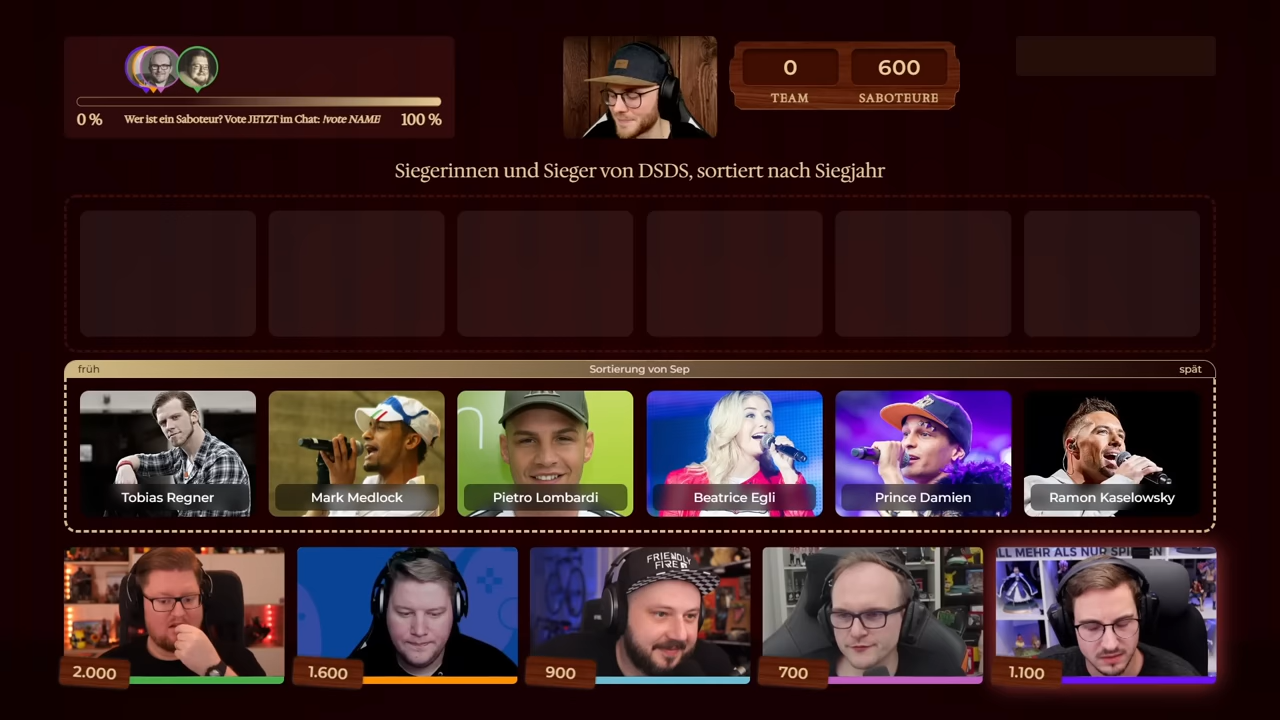 0 %
Wer ist ein Saboteur? Vote JETZT im Chat: !vote NAME
100 %
0
600
TEAM
SABOTEURE
Siegerinnen und Sieger von DSDS, sortiert nach Siegjahr
früh
Sortierung von Sep
spät
Tobias Regner
Mark Medlock
Pietro Lombardi
Beatrice Egli
Prince Damien
Ramon Kaselowsky
FRIENDLY
FIRE
ALL MEHR ALS NUR SPIELEN
2.000
1.600
900
700
1.100